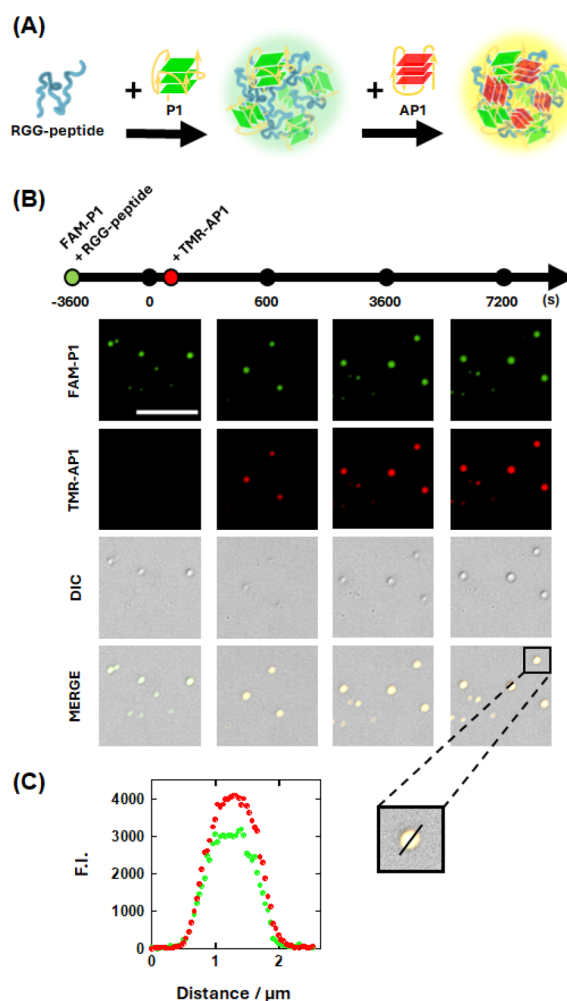 (A)
RGG-peptide
+
P1
+
AP1
(B)
FAM-P1
+ RGG-peptide
+ TMR-AP1
-3600 0 600 3600 7200 (s)
FAM-P1
TMR-AP1
DIC
MERGE
(C)
F.I.
4000
3000
2000
1000
0
0 1 2
Distance / µm